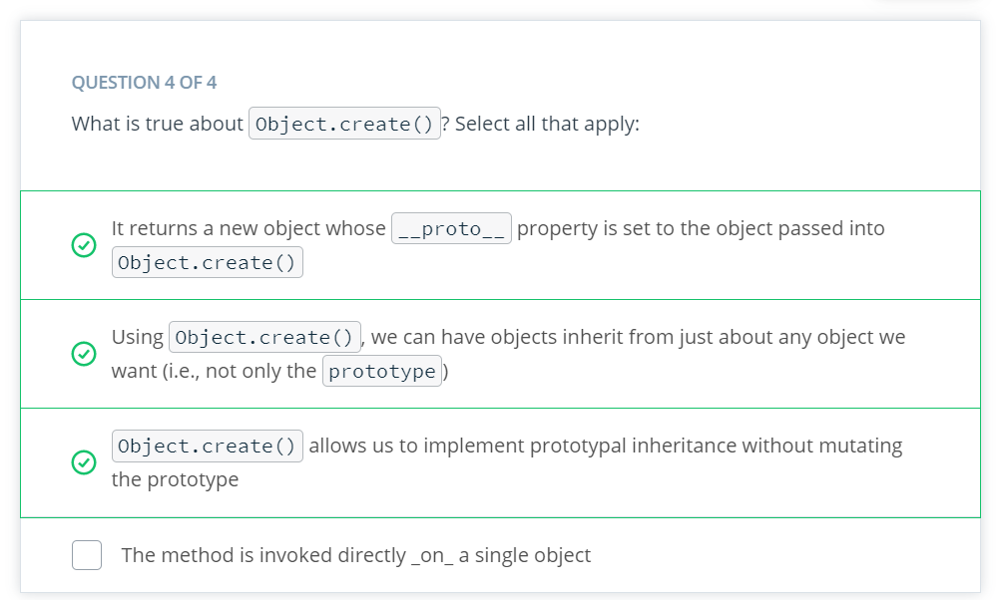 QUESTION 4 OF 4
What is true about Object.create()? Select all that apply:
It returns a new object whose __proto__ property is set to the object passed into
Object.create()
Using Object.create(), we can have objects inherit from just about any object we
want (i.e., not only the prototype)
Object.create() allows us to implement prototypal inheritance without mutating
the prototype
The method is invoked directly _on_ a single object